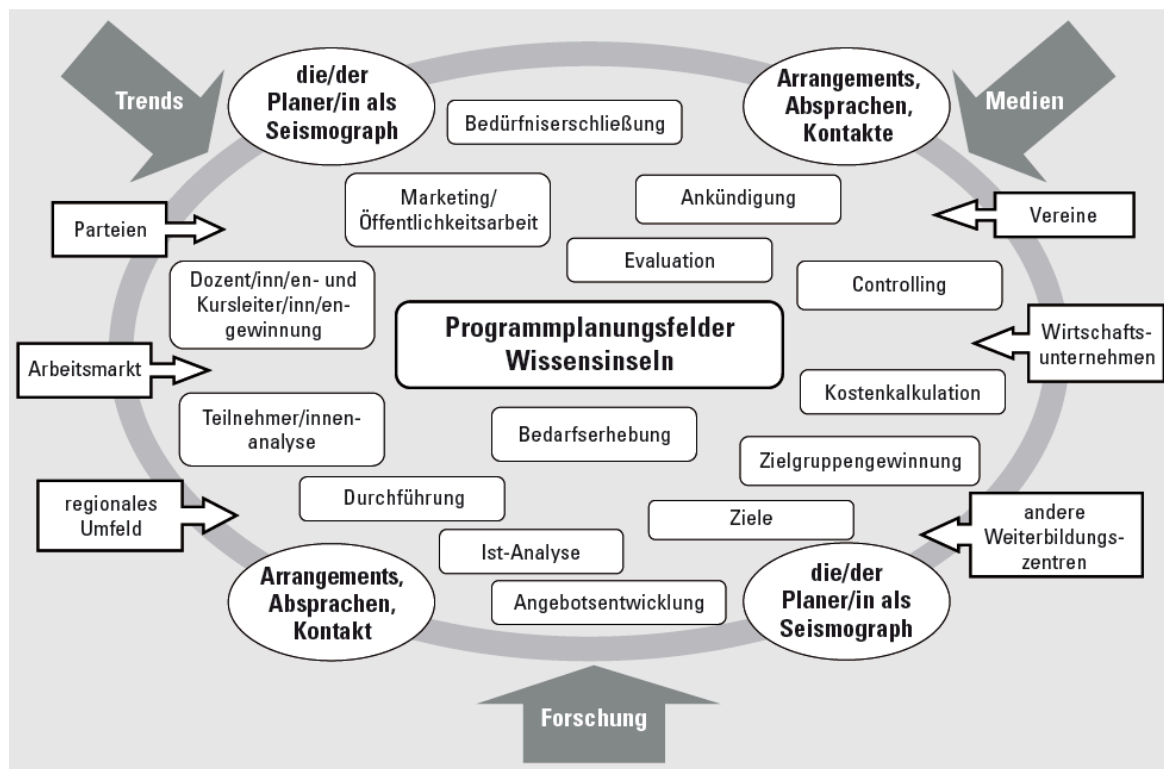 Trends
die/der
Planer/in als
Seismograph
Arrangements,
Absprachen,
Kontakte
Medien
Bedürfniserschließung
Marketing/
Öffentlichkeitsarbeit
Ankündigung
Parteien
Vereine
Evaluation
Dozent/inn/en- und
Kursleiter/inn/en-
gewinnung
Controlling
Programmplanungsfelder
Wissensinseln
Arbeitsmarkt
Wirtschafts-
unternehmen
Kostenkalkulation
Teilnehmer/innen-
analyse
Bedarfserhebung
Zielgruppengewinnung
regionales
Umfeld
Durchführung
Ziele
andere
Weiterbildungs-
zentren
Ist-Analyse
Arrangements,
Absprachen,
Kontakt
Angebotsentwicklung
die/der
Planer/in als
Seismograph
Forschung